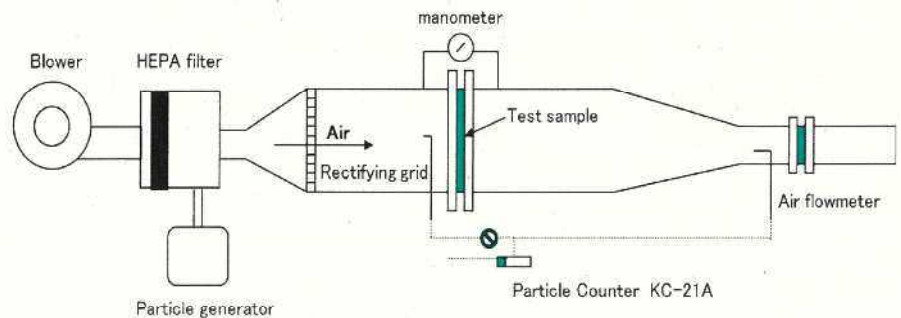 manometer
Blower
HEPA filter
Test sample
Air
Rectifying grid
Air flowmeter
Particle Counter KC-21A
Particle generator